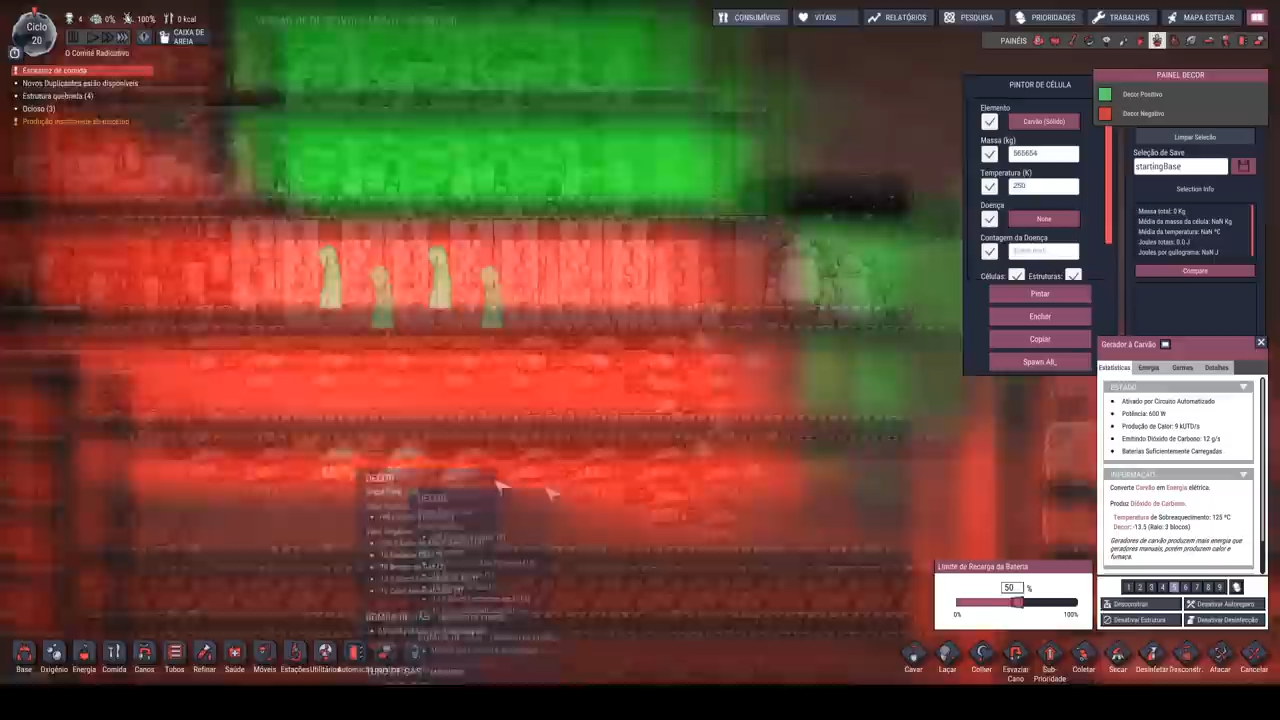 Ciclo
20
4
0%
100%
0 kcal
CAIXA DE
AREIA
O Comitê Radioativo
Escassez de comida
Novos Duplicantes estão disponíveis
Estrutura quebrada (4)
Ocioso (3)
CONSUMÍVEIS
VITAIS
RELATÓRIOS
PESQUISA
PRIORIDADES
TRABALHOS
MAPA ESTELAR
PAINÉIS
PAINEL DECOR
Decor Positivo
Decor Negativo
PINTOR DE CÉLULA
Elemento
Carvão (Sólido)
Massa (kg)
565654
Temperatura (K)
250
Doença
None
Contagem da Doença
Células:
Estruturas:
Pintar
Encher
Copiar
Spawn All_
Limpar Seleção
Seleção de Save
startingBase
Selection Info
Massa total: 0 Kg
Média da massa da célula: NaN Kg
Média da temperatura: NaN ºC
Joules totais: 0.0 J
Joules por quilograma: NaN J
Compare
Gerador à Carvão
Estatísticas
Energia
Germes
Detalhes
ESTADO
Ativado por Circuito Automatizado
Potência: 600 W
Produção de Calor: 9 kUTD/s
Emitindo Dióxido de Carbono: 12 g/s
Baterias Suficientemente Carregadas
INFORMAÇÃO
Converte Carvão em Energia elétrica.
Produz Dióxido de Carbono.
Temperatura de Sobreaquecimento: 125 ºC
Decor: -13.5 (Raio: 3 blocos)
Geradores de carvão produzem mais energia que
geradores manuais, porém produzem calor e
fumaça.
Limite de Recarga da Bateria
50 %
0%
100%
1 2 3 4 5 6 7 8 9
Desconstruir
Desativar Autorreparo
Desativar Estrutura
Desativar Desinfecção
Base
Oxigênio
Energia
Comida
Canos
Tubos
Refinar
Saúde
Móveis
Estações
Utilitários
Cavar
Laçar
Colher
Esvaziar
Cano
Sub-
Prioridade
Coletar
Secar
Desinfetar
Desconstr.
Atacar
Cancelar